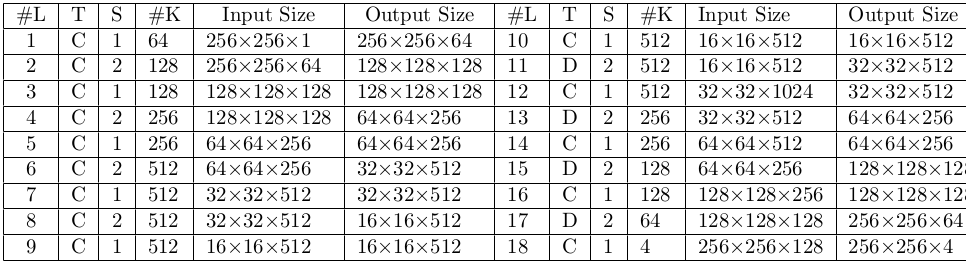 #L T S #K Input Size Output Size #L T S #K Input Size Output Size
1 C 1 64 256×256×1 256×256×64 10 C 1 512 16×16×512 16×16×512
2 C 2 128 256×256×64 128×128×128 11 D 2 512 16×16×512 32×32×512
3 C 1 128 128×128×128 128×128×128 12 C 1 512 32×32×1024 32×32×512
4 C 2 256 128×128×128 64×64×256 13 D 2 256 32×32×512 64×64×256
5 C 1 256 64×64×256 64×64×256 14 C 1 256 64×64×512 64×64×256
6 C 2 512 64×64×256 32×32×512 15 D 2 128 64×64×256 128×128×128
7 C 1 512 32×32×512 32×32×512 16 C 1 128 128×128×256 128×128×128
8 C 2 512 32×32×512 16×16×512 17 D 2 64 128×128×128 256×256×64
9 C 1 512 16×16×512 16×16×512 18 C 1 4 256×256×128 256×256×4